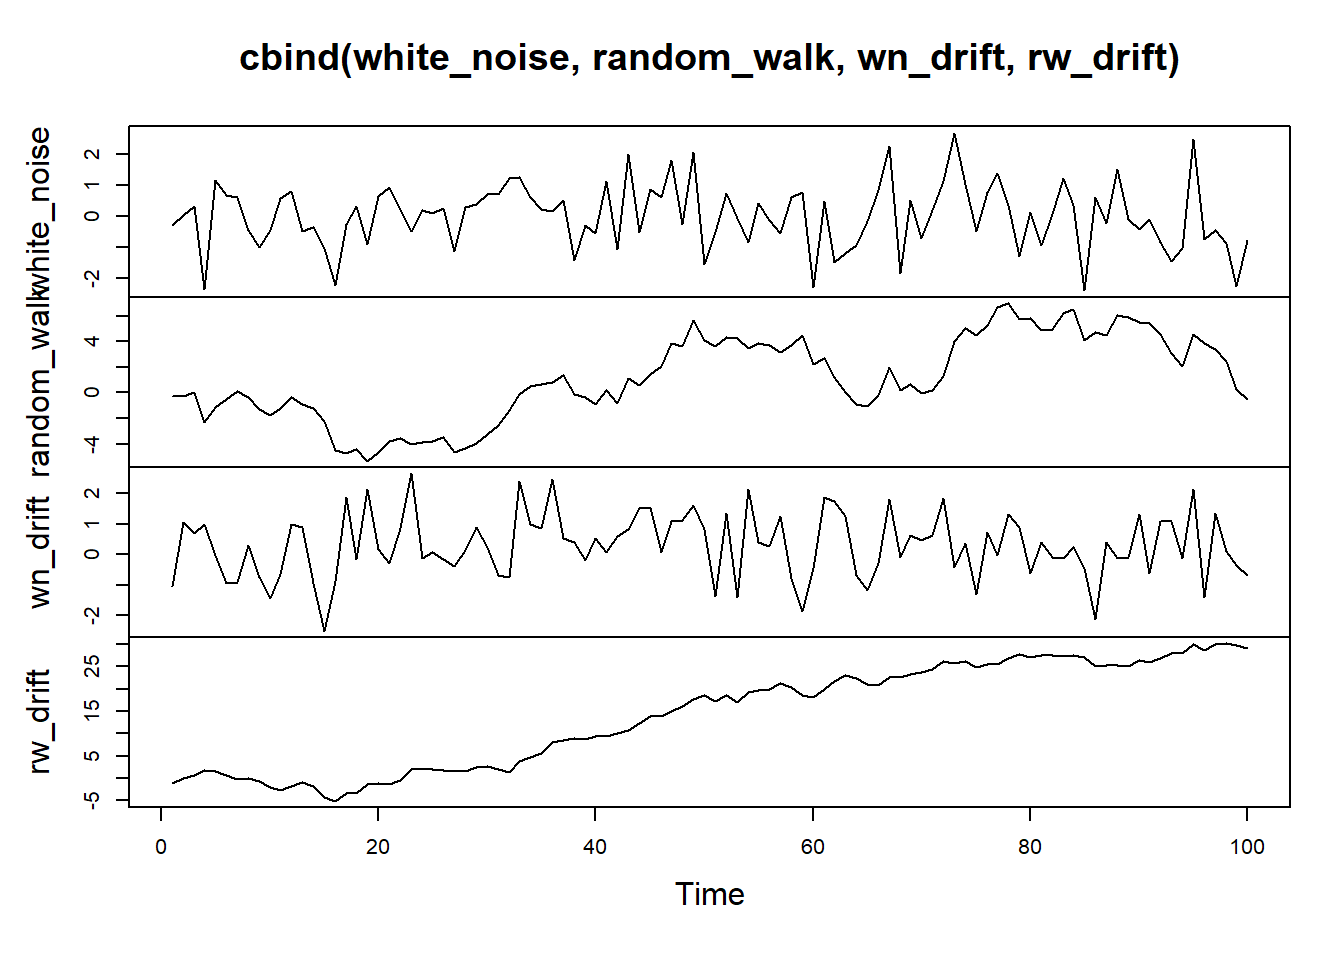 cbind(white_noise, random_walk, wn_drift, rw_drift)
white_noise
2
1
0
-2
random_walk
4
0
-4
wn_drift
2
1
0
-2
rw_drift
25
15
5
-5
0 20 40 60 80 100
Time